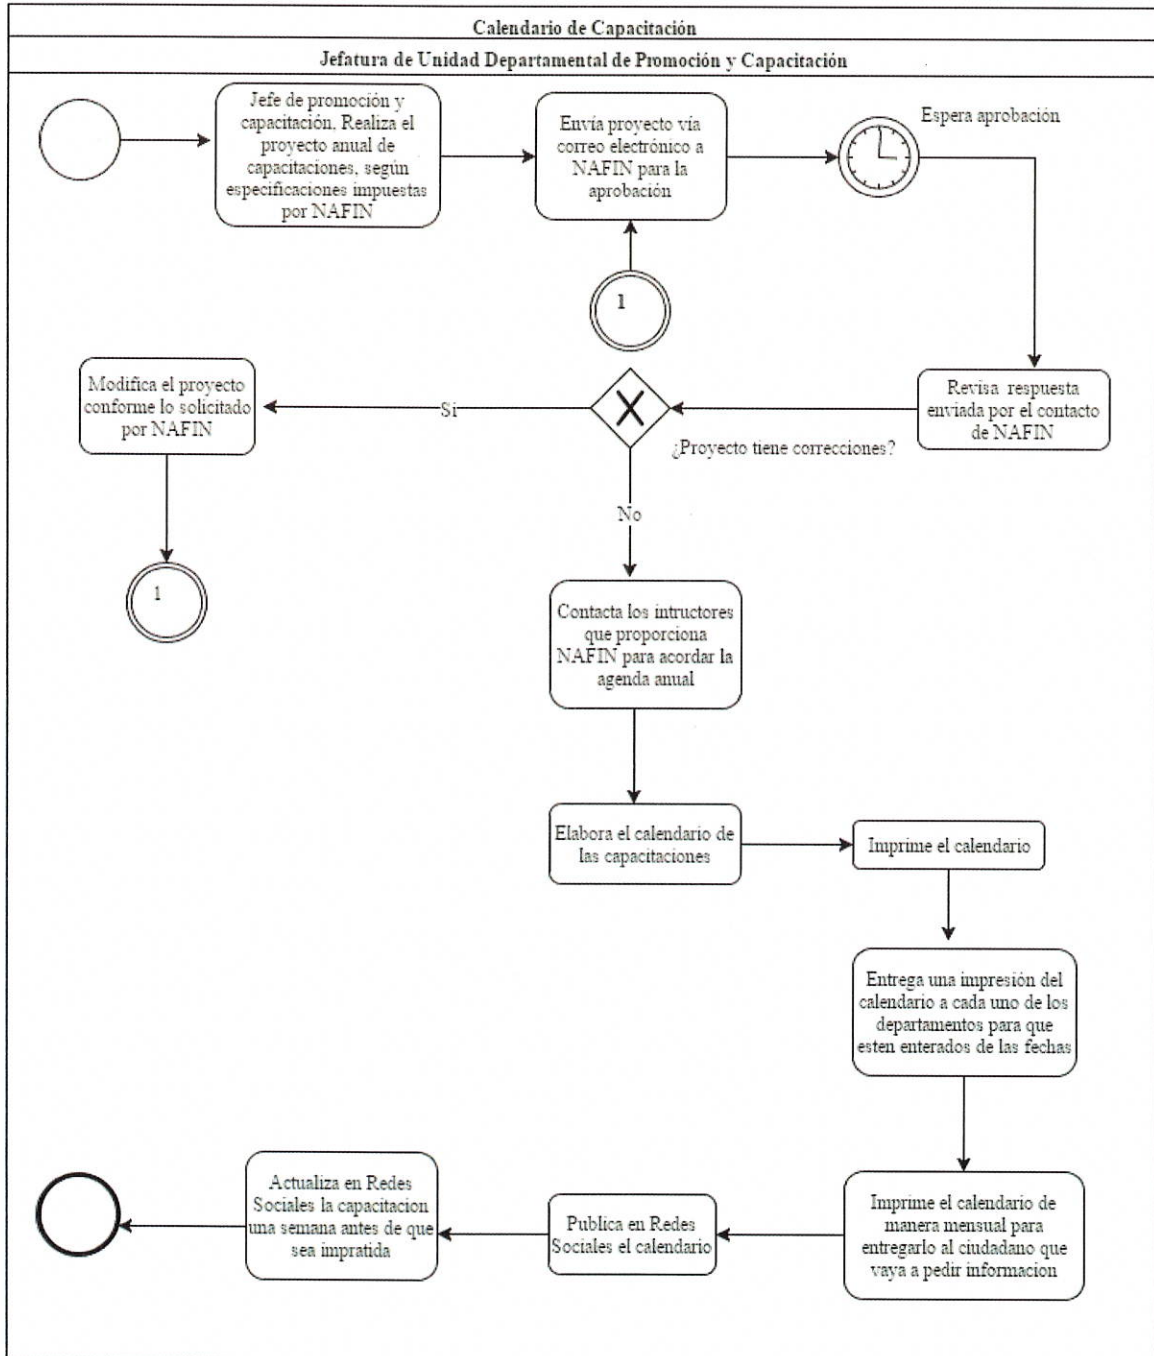 Calendario de Capacitación
Jefatura de Unidad Departamental de Promoción y Capacitación
Jefe de promoción y
capacitación, Realiza el
proyecto anual de
capacitaciones, según
especificaciones impuestas
por NAFIN
Envía proyecto vía
correo electrónico a
NAFIN para la
aprobación
Espera aprobación
1
Revisa respuesta
enviada por el contacto
de NAFIN
¿Proyecto tiene correcciones?
Si
Modifica el proyecto
conforme lo solicitado
por NAFIN
1
No
Contacta los intructores
que proporciona
NAFIN para acordar la
agenda anual
Elabora el calendario de
las capacitaciones
Imprime el calendario
Entrega una impresión del
calendario a cada uno de los
departamentos para que
esten enterados de las fechas
Imprime el calendario de
manera mensual para
entregarlo al ciudadano que
vaya a pedir informacion
Publica en Redes
Sociales el calendario
Actualiza en Redes
Sociales la capacitacion
una semana antes de que
sea impratida